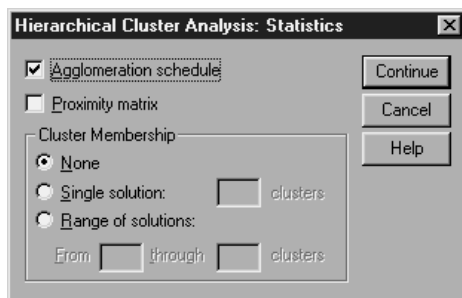 Hierarchical Cluster Analysis: Statistics
Agglomeration schedule
Continue
Proximity matrix
Cancel
Cluster Membership
Help
None
Single solution: clusters
Range of solutions:
From through clusters